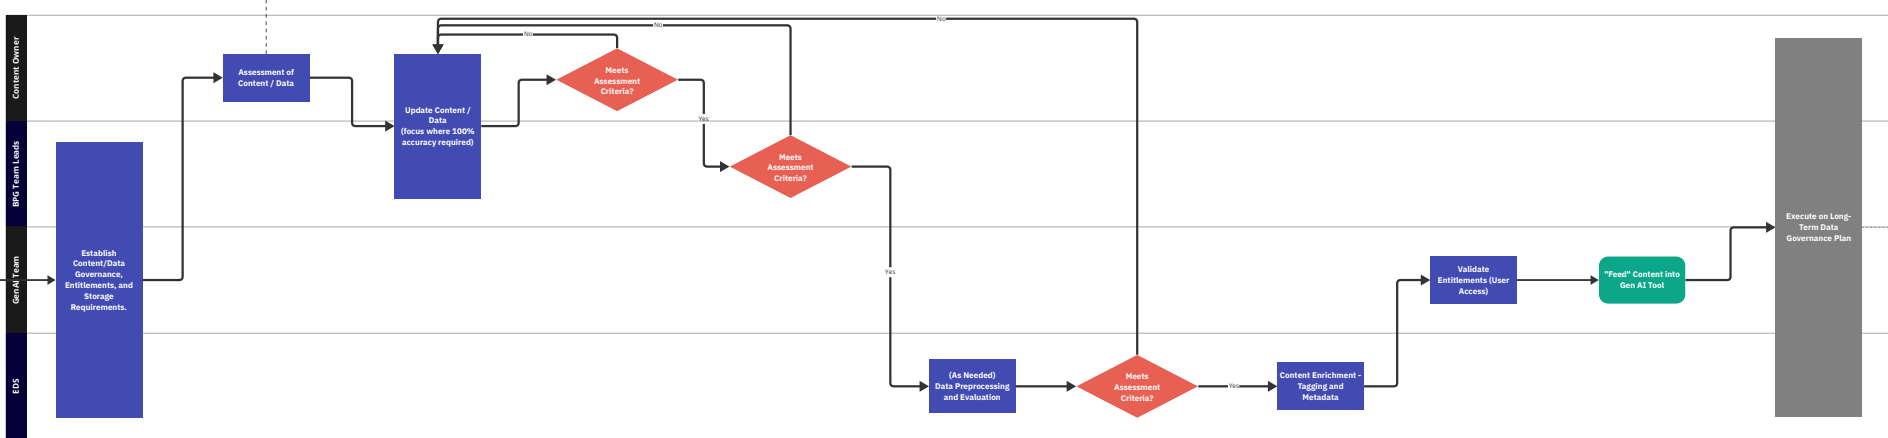 Content Owner
BPG Team Leads
GenAI Team
EDS
Establish
Content/Data
Governance,
Entitlements, and
Storage
Requirements.
Assessment of
Content / Data
Update Content /
Data
(focus where 100%
accuracy required)
Meets
Assessment
Criteria?
No
Yes
Meets
Assessment
Criteria?
No
Yes
(As Needed)
Data Preprocessing
and Evaluation
Meets
Assessment
Criteria?
No
Yes
Content Enrichment -
Tagging and
Metadata
Validate
Entitlements (User
Access)
"Feed" Content into
Gen AI Tool
Execute on Long-
Term Data
Governance Plan